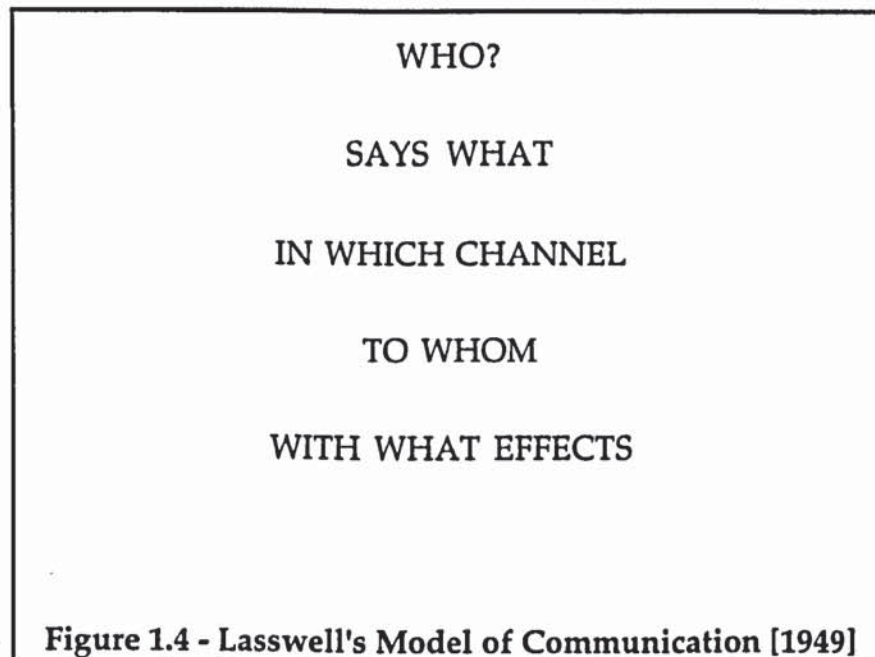 WHO?
SAYS WHAT
IN WHICH CHANNEL
TO WHOM
WITH WHAT EFFECTS
Figure 1.4 - Lasswell's Model of Communication [1949]